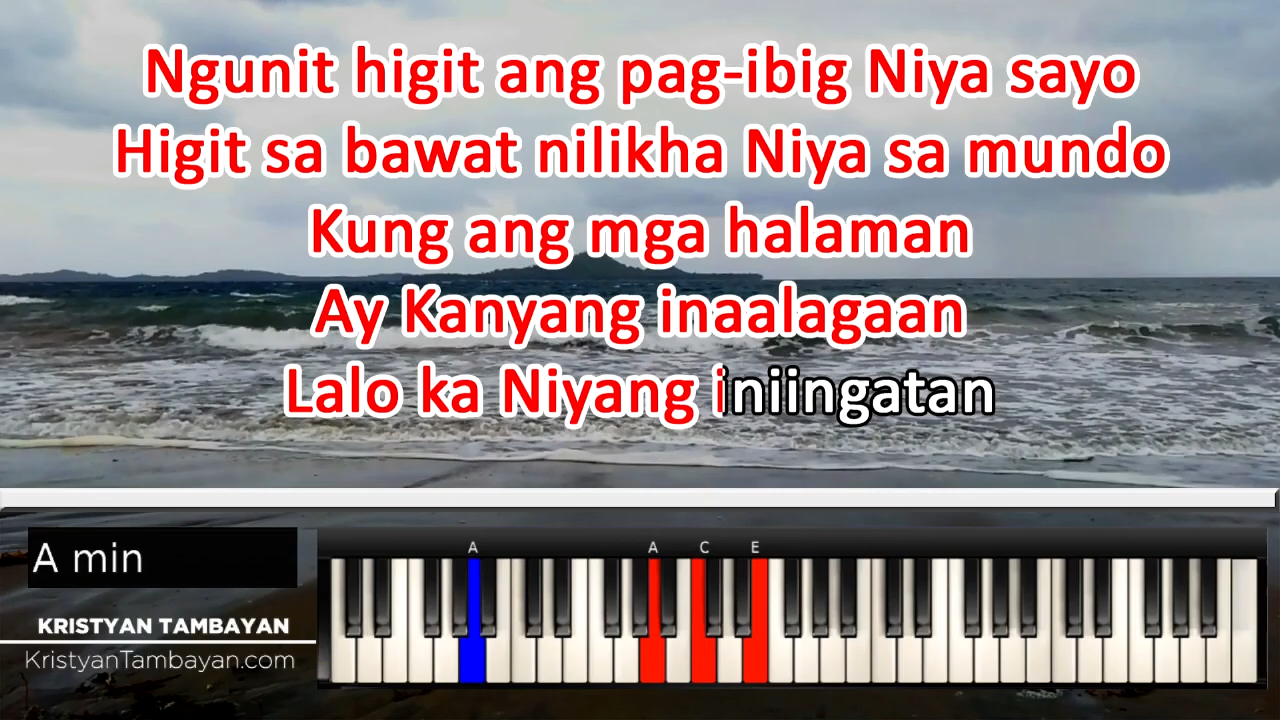 Ngunit higit ang pag-ibig Niya sayo
Higit sa bawat nilikha Niya sa mundo
Kung ang mga halaman
Ay Kanyang inaalagaan
Lalo ka Niyang iniingatan
A min
A A C E
KRISTYAN TAMBAYAN
KristyanTambayan.com